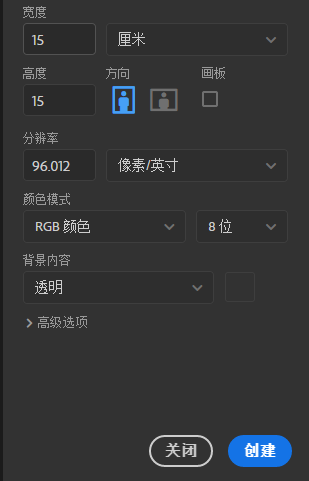 宽度
15 厘米
高度 方向 画板
15
分辨率
96.012 像素/英寸
颜色模式
RGB 颜色 8 位
背景内容
透明
高级选项
关闭 创建